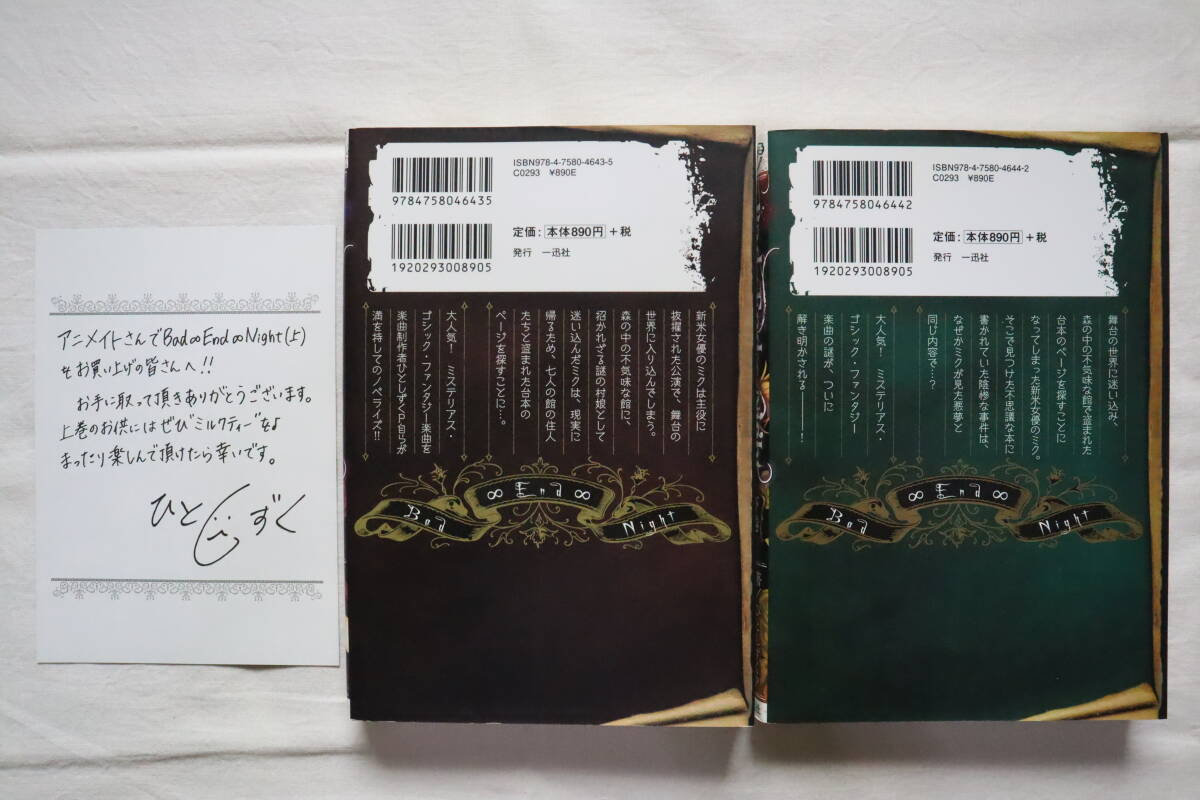 アニメイトさんでBad∞End∞Night(上)
をお買い上げの皆さんへ!!
お手に取って頂きありがとうございます。
上巻のお供にはぜひ"ミルクティー"など
まったり楽しんで頂けたら幸いです。
ひとしずく
ISBN978-4-7580-4643-5
C0293 ¥890E
9784758046435
定価:本体890円+税
発行 一迅社
1920293008905
新米女優のミクは主役に
抜擢された公演で、舞台の
世界に入り込んでしまう。
森の中の不気味な館に、
招かれざる謎の村娘として
迷い込んだミクは、現実に
帰るため、七人の館の住人
たちと盗まれた台本の
ページを探すことに…。
大人気! ミステリアス・
ゴシック・ファンタジー楽曲を
楽曲制作者ひとしずくP自らが
満を持してのノベライズ!!
Bad
∞End∞
Night
ISBN978-4-7580-4644-2
C0293 ¥890E
9784758046442
定価:本体890円+税
発行 一迅社
1920293008905
舞台の世界に迷い込み、
森の中の不気味な館で盗まれた
台本のページを探すことに
なってしまった新米女優のミク。
そこで見つけた不思議な本に
書かれていた陰惨な事件は、
なぜかミクが見た悪夢と
同じ内容で…?
大人気! ミステリアス・
ゴシック・ファンタジー
楽曲の謎が、ついに
解き明かされる――!
Bad
∞End∞
Night